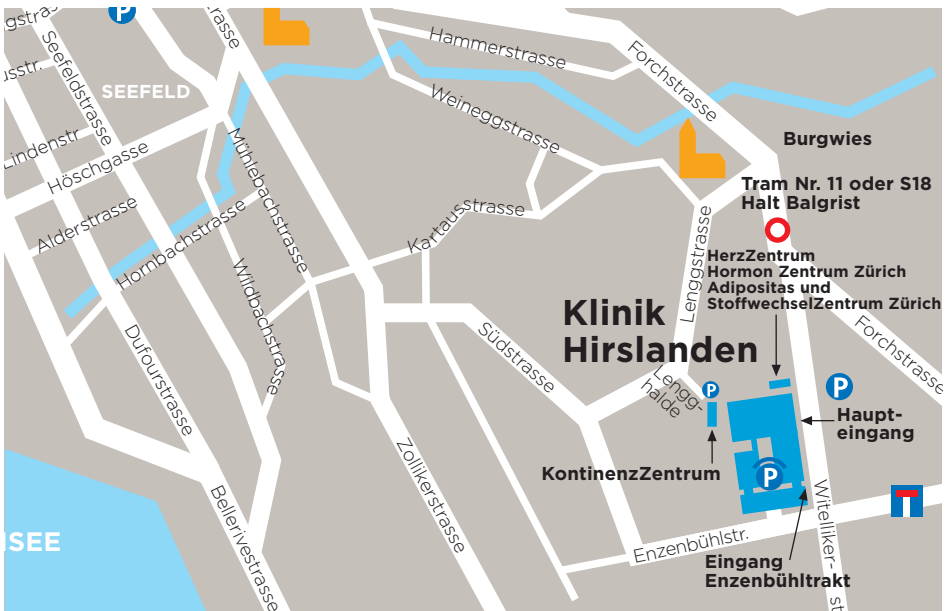 P
SEEFELD
Seefeldstrasse
Lindenstr
Höschgasse
Alderstrasse
Hornbachstrasse
Mühlebachstrasse
Wildbachstrasse
Dufourstrasse
Bellerivestrasse
Zollikerstrasse
Hammerstrasse
Weineggstrasse
Kartausstrasse
Südstrasse
Forchstrasse
Burgwies
Tram Nr. 11 oder S18
Halt Balgrist
HerzZentrum
Hormon Zentrum Zürich
Adipositas und
StoffwechselZentrum Zürich
Lenggstrasse
Klinik
Hirslanden
Forchstrasse
Lengg-
halde
P
P
Haupt-
eingang
KontinenzZentrum
P
Witelliker-
st
Enzenbühlstr.
Eingang
Enzenbühltrakt
SEE